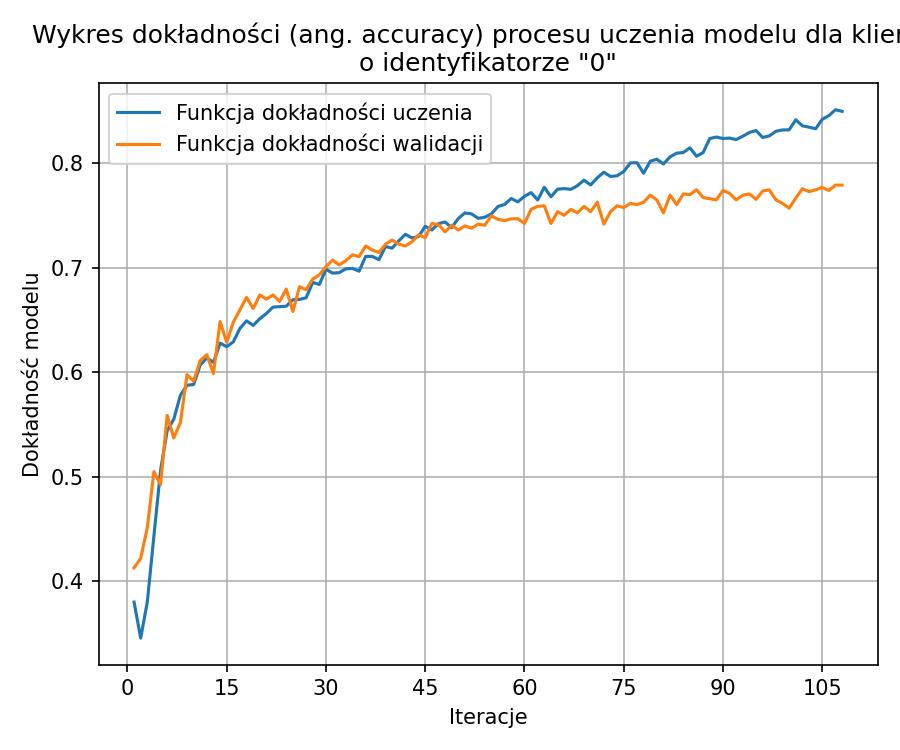 Wykres dokładności (ang. accuracy) procesu uczenia modelu dla
o identyfikatorze "0"
Funkcja dokładności uczenia
Funkcja dokładności walidacji
Dokładność modelu
0.8
0.7
0.6
0.5
0.4
0 15 30 45 60 75 90 105
Iteracje